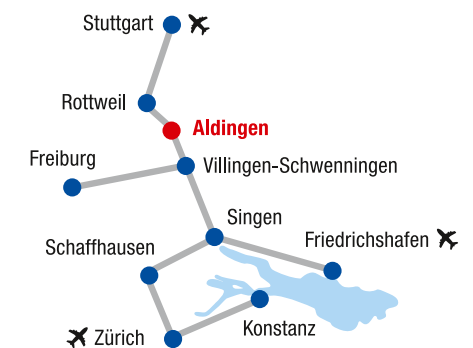 Stuttgart
Rottweil
Aldingen
Freiburg
Villingen-Schwenningen
Singen
Friedrichshafen
Schaffhausen
Konstanz
Zürich